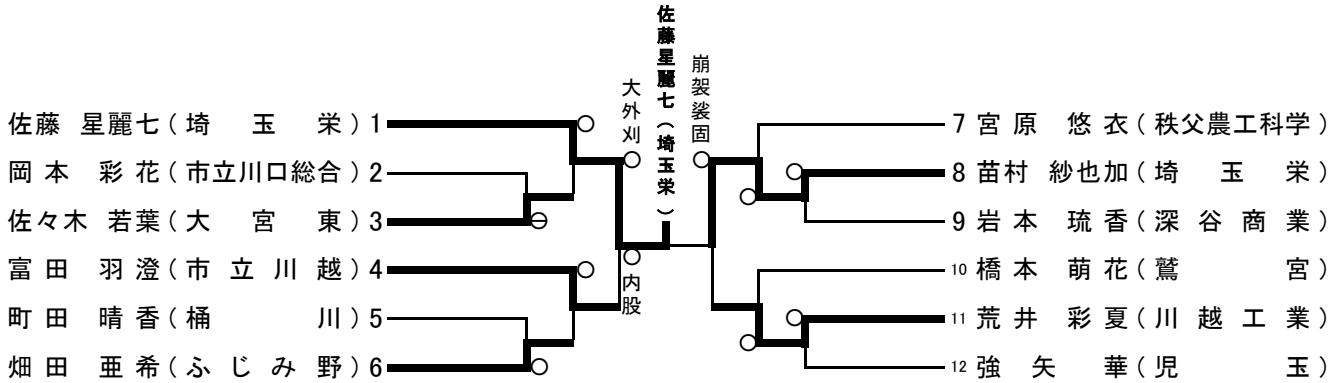 佐藤星麗七（埼玉栄）
大外刈
崩袈裟固
内股
佐藤 星麗七（埼玉栄）1
岡本 彩花（市立川口総合）2
佐々木 若葉（大宮東）3
富田 羽澄（市立川越）4
町田 晴香（桶川）5
畑田 亜希（ふじみ野）6
7 宮原 悠衣（秩父農工科学）
8 苗村 紗也加（埼玉栄）
9 岩本 琉香（深谷商業）
10 橋本 萌花（鷲宮）
11 荒井 彩夏（川越工業）
12 強矢 華（児玉）